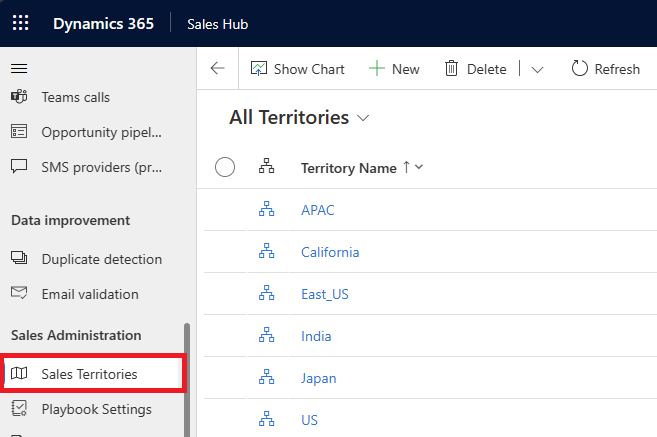 Dynamics 365 Sales Hub
Show Chart New Delete Refresh
Teams calls
Opportunity pipel...
SMS providers (pr...
Data improvement
Duplicate detection
Email validation
Sales Administration
Sales Territories
Playbook Settings
All Territories
Territory Name
APAC
California
East_US
India
Japan
US